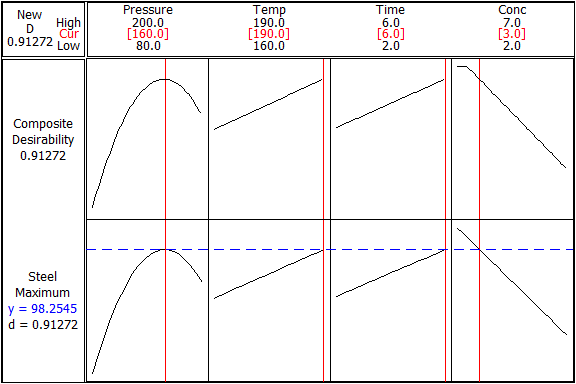 New
D
0.91272
High
Cur
Low
Pressure
200.0
[160.0]
80.0
Temp
190.0
[190.0]
160.0
Time
6.0
[6.0]
2.0
Conc
7.0
[3.0]
2.0
Composite
Desirability
0.91272
Steel
Maximum
y = 98.2545
d = 0.91272